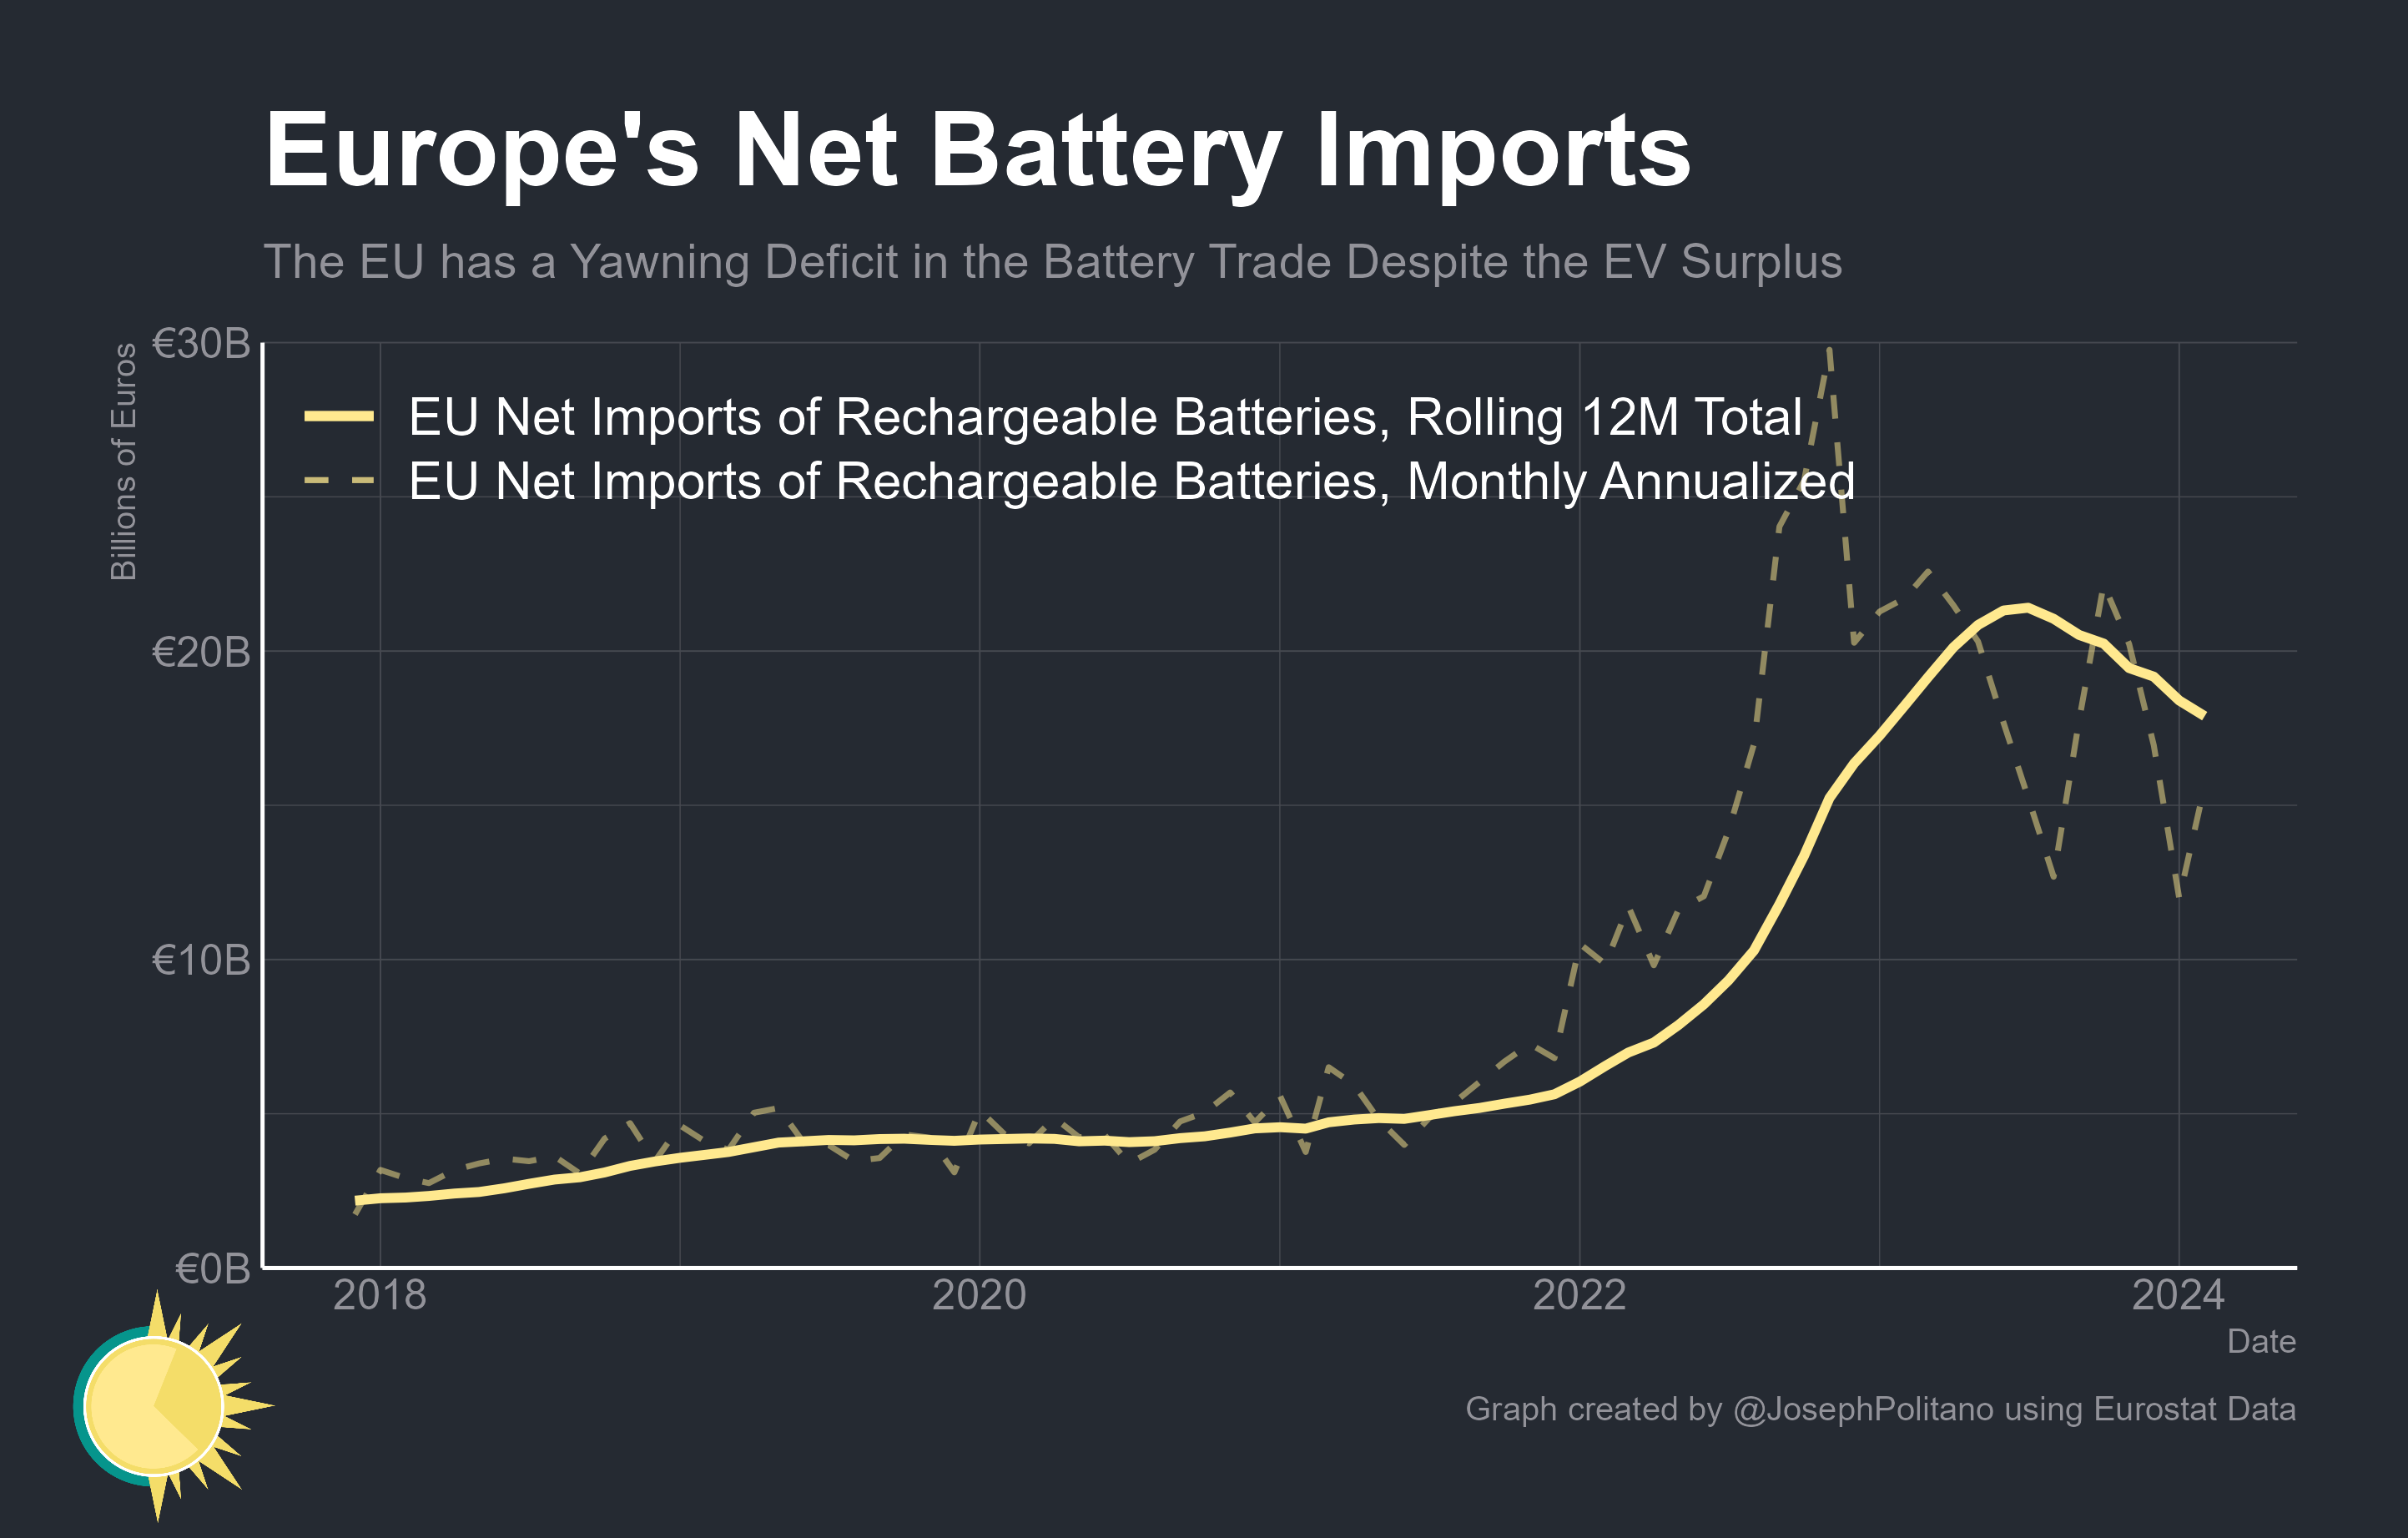 Europe's Net Battery Imports
The EU has a Yawning Deficit in the Battery Trade Despite the EV Surplus
Billions of Euros
€30B
€20B
€10B
€0B
EU Net Imports of Rechargeable Batteries, Rolling 12M Total
EU Net Imports of Rechargeable Batteries, Monthly Annualized
2018 2020 2022 2024
Date
Graph created by @JosephPolitano using Eurostat Data